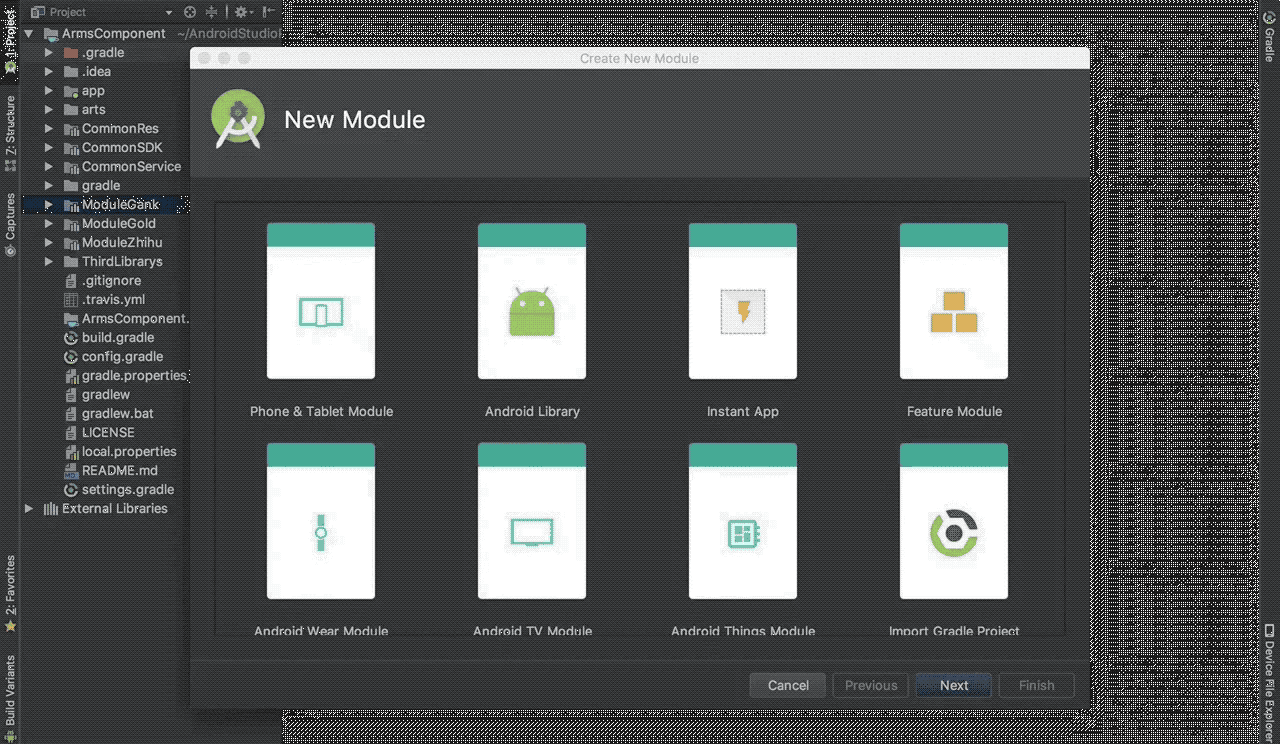 Project
ArmsComponent ~/AndroidStudio
.gradle
.idea
app
arts
CommonRes
CommonSDK
CommonService
gradle
ModuleGank
ModuleGold
ModuleZhihu
ThirdLibrarys
.gitignore
.travis.yml
ArmsComponent.
build.gradle
config.gradle
gradle.properties
gradlew
gradlew.bat
LICENSE
local.properties
README.md
settings.gradle
External Libraries
1: Project
Z: Structure
Captures
2: Favorites
Build Variants
Create New Module
New Module
Phone & Tablet Module
Android Library
Instant App
Feature Module
Android Wear Module
Android TV Module
Android Things Module
Import Gradle Project
Cancel
Previous
Next
Finish
Gradle
Device File Explorer